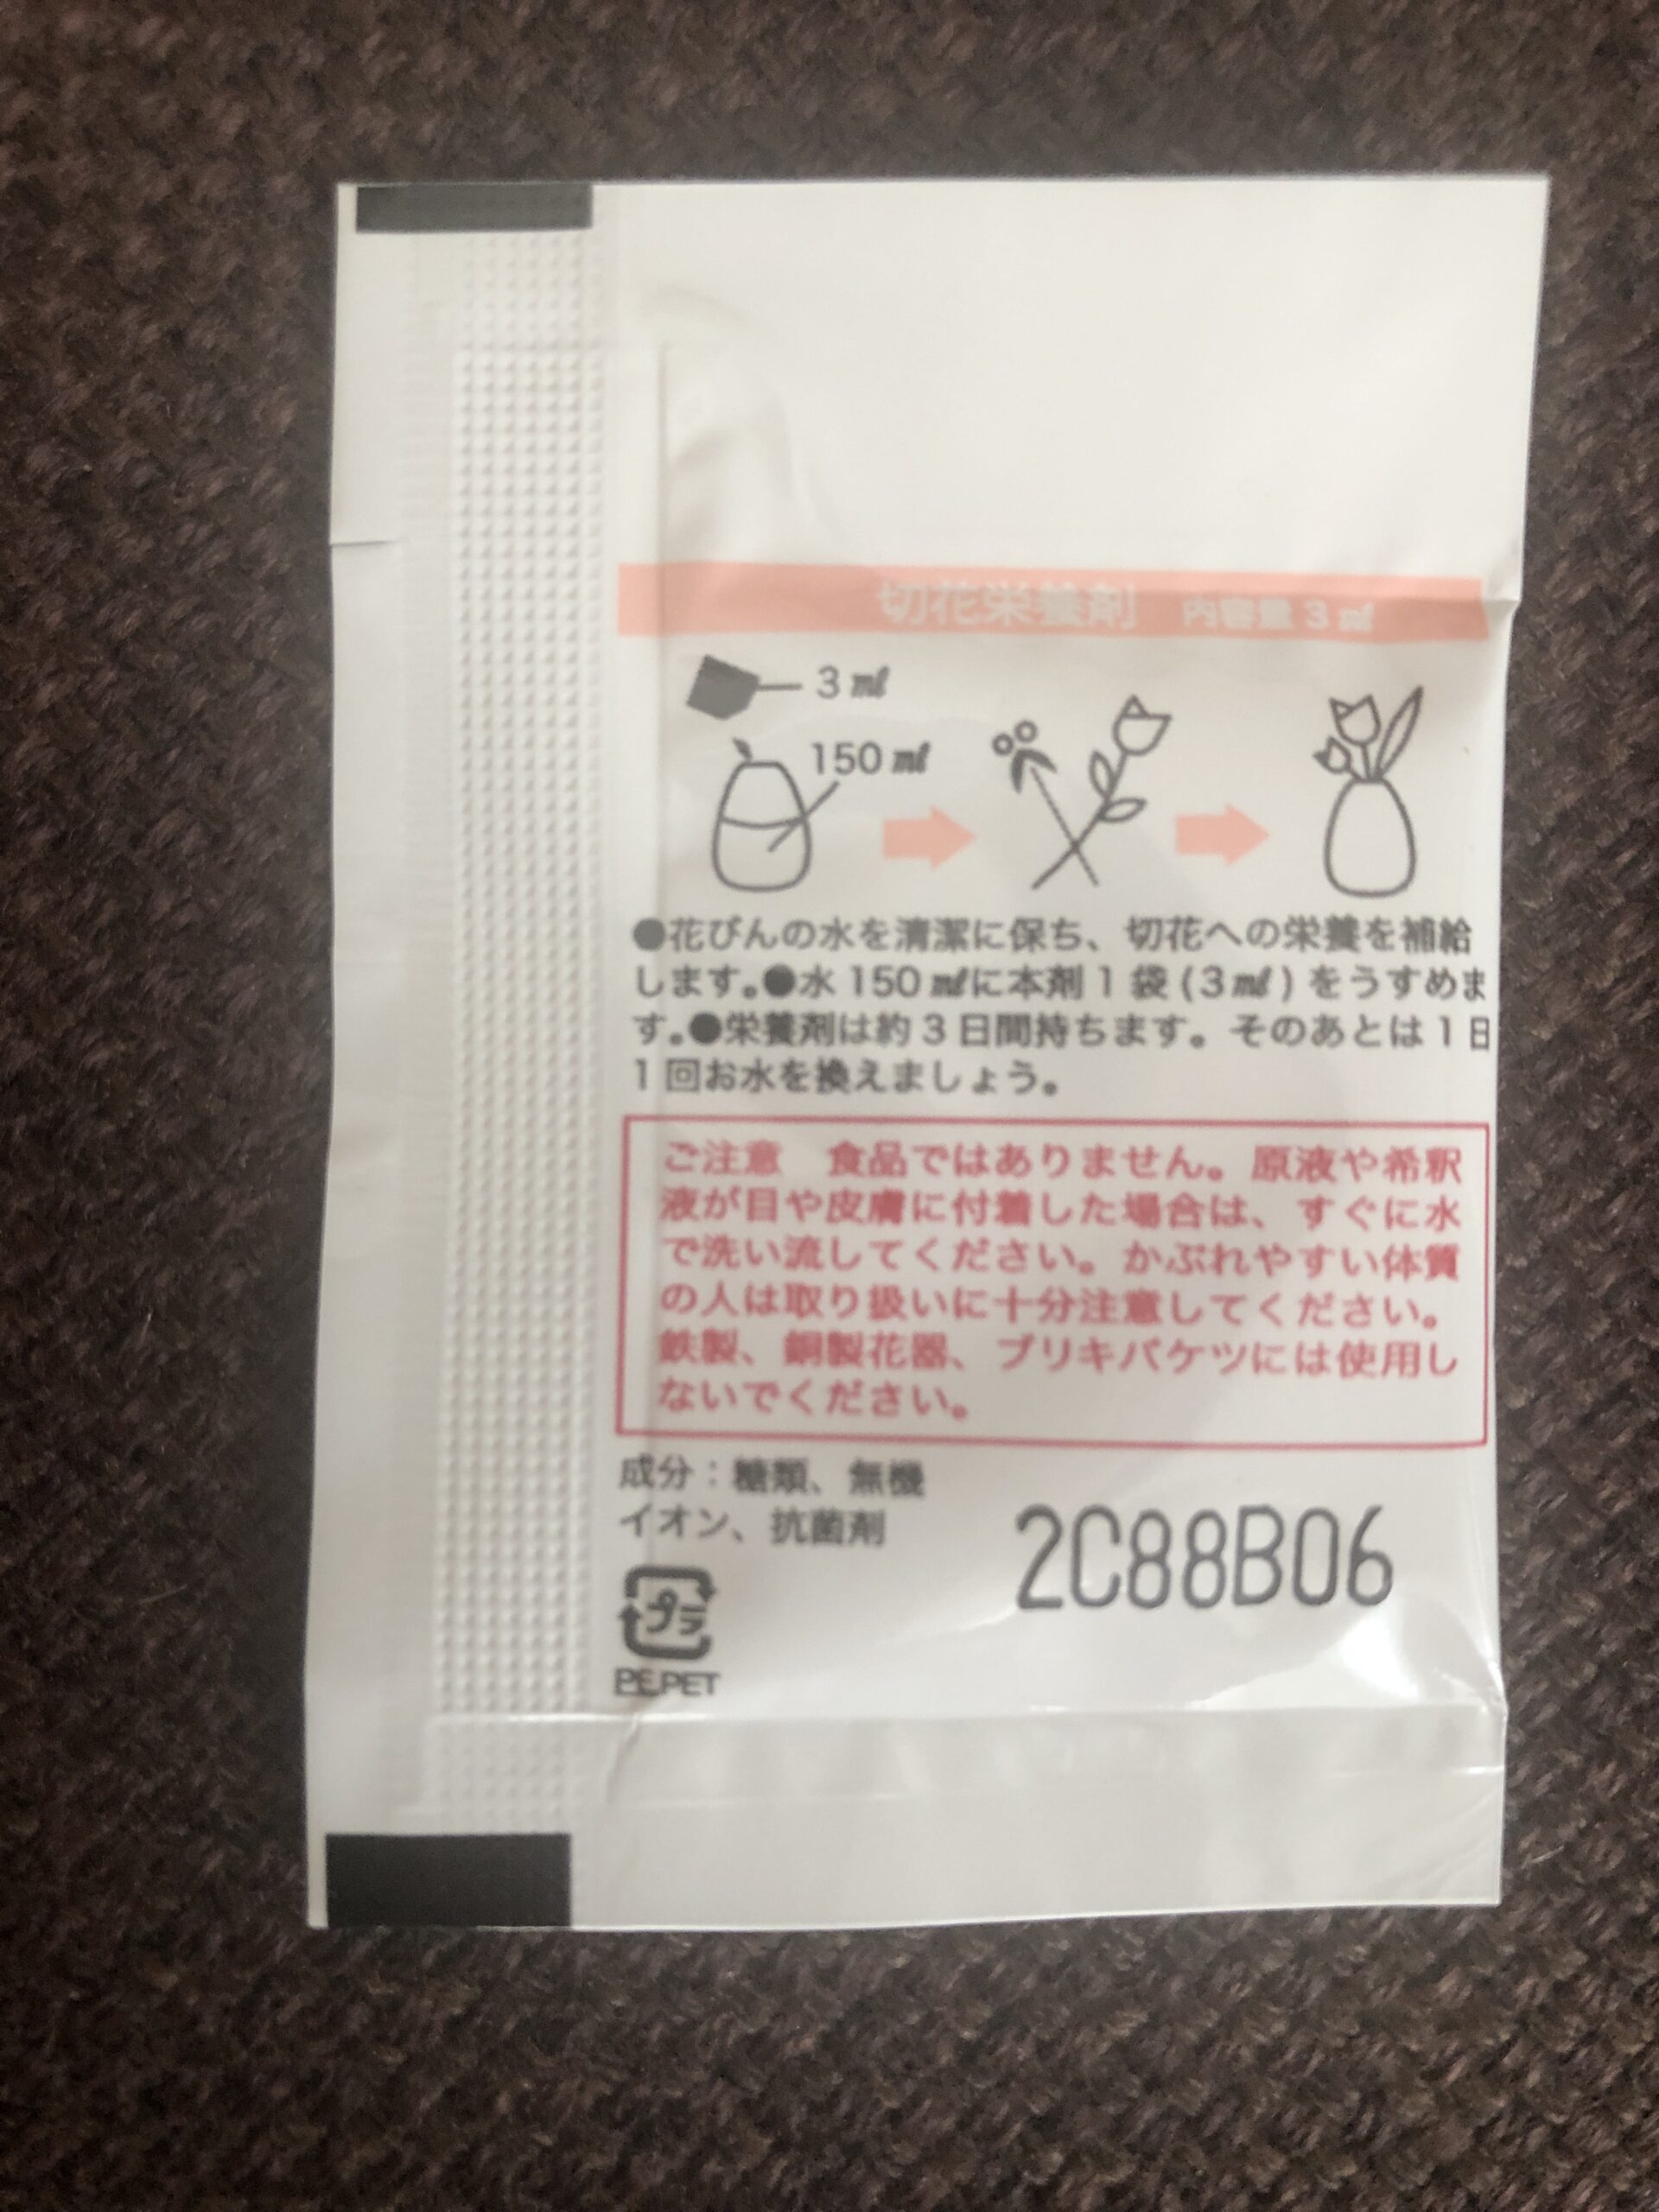 切花栄養剤 内容量3㎖
3㎖
150㎖
●花びんの水を清潔に保ち、切花への栄養を補給
します。●水150㎖に本剤1袋(3㎖)をうすめま
す。●栄養剤は約3日間持ちます。そのあとは1日
1回お水を換えましょう。
ご注意 食品ではありません。原液や希釈
液が目や皮膚に付着した場合は、すぐに水
で洗い流してください。かぶれやすい体質
の人は取り扱いに十分注意してください。
鉄製、銅製花器、ブリキバケツには使用し
ないでください。
成分:糖類、無機
イオン、抗菌剤
2C88B06
プラ
PE,PET